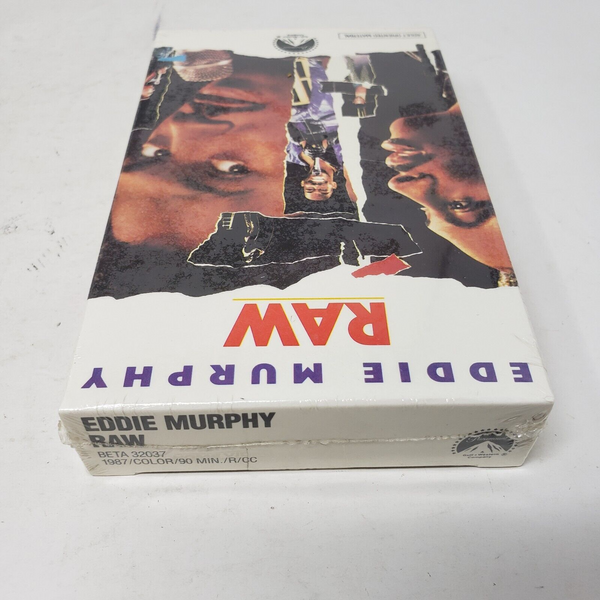 EDDIE MURPHY
RAW
EDDIE MURPHY
RAW
BETA 32037
1987/COLOR/90 MIN./R/CC